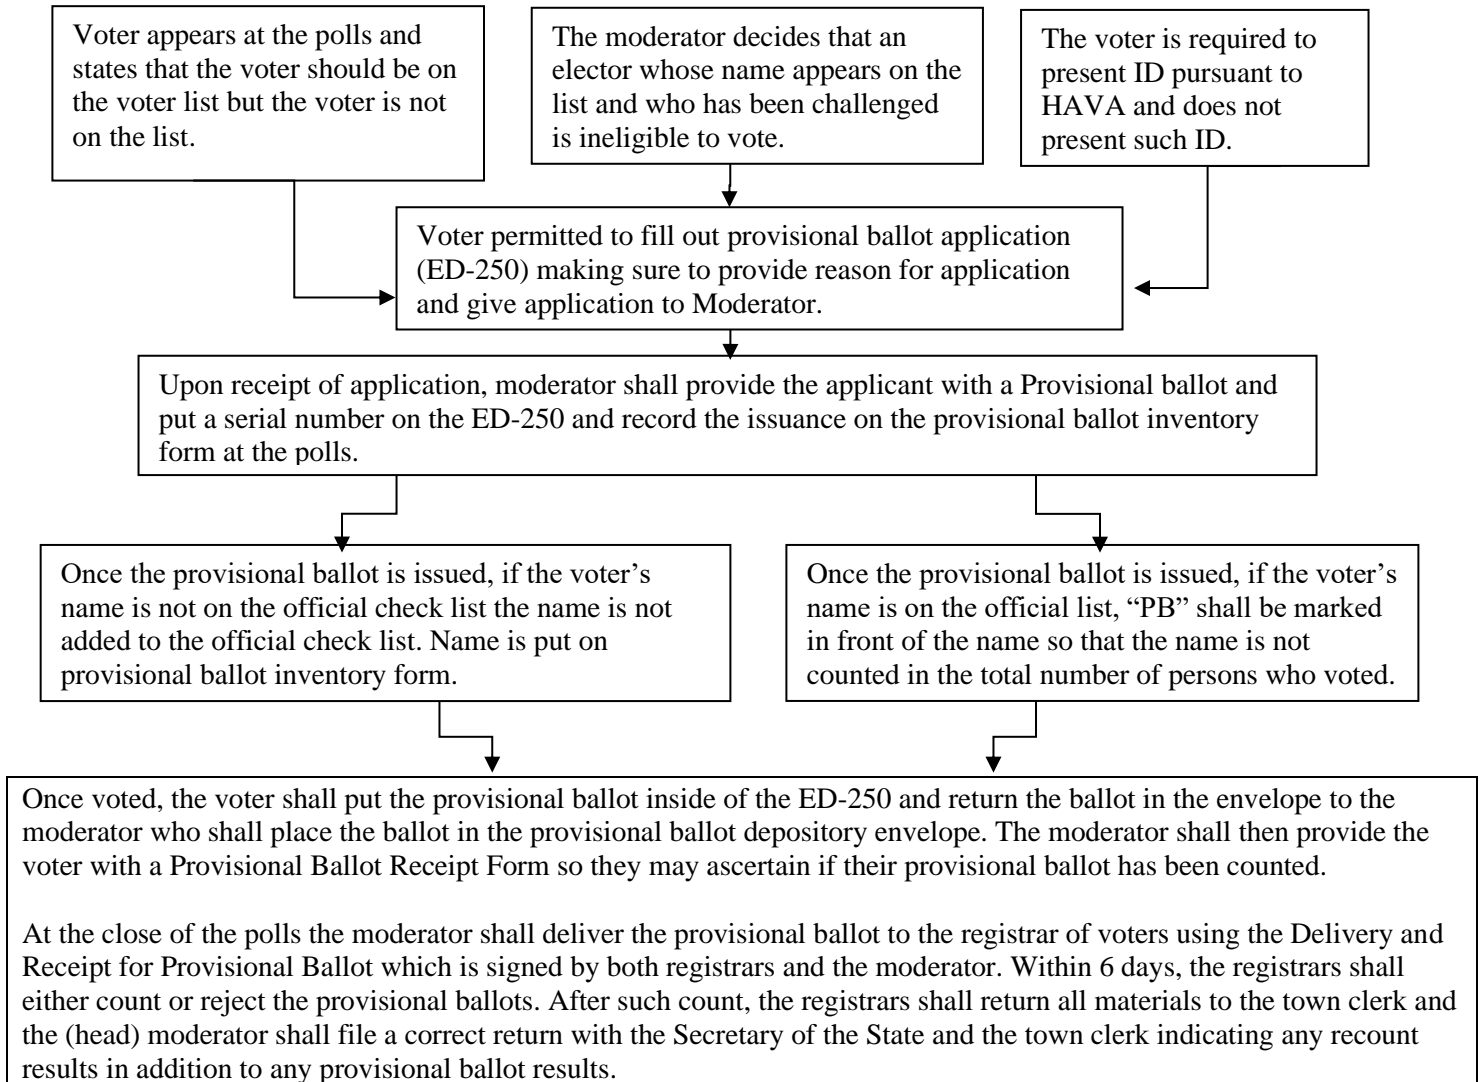 Voter appears at the polls and
states that the voter should be on
the voter list but the voter is not
on the list.
The moderator decides that an
elector whose name appears on the
list and who has been challenged
is ineligible to vote.
The voter is required to
present ID pursuant to
HAVA and does not
present such ID.
Voter permitted to fill out provisional ballot application
(ED-250) making sure to provide reason for application
and give application to Moderator.
Upon receipt of application, moderator shall provide the applicant with a Provisional ballot and
put a serial number on the ED-250 and record the issuance on the provisional ballot inventory
form at the polls.
Once the provisional ballot is issued, if the voter’s
name is not on the official check list the name is not
added to the official check list. Name is put on
provisional ballot inventory form.
Once the provisional ballot is issued, if the voter’s
name is on the official list, “PB” shall be marked
in front of the name so that the name is not
counted in the total number of persons who voted.
Once voted, the voter shall put the provisional ballot inside of the ED-250 and return the ballot in the envelope to the
moderator who shall place the ballot in the provisional ballot depository envelope. The moderator shall then provide the
voter with a Provisional Ballot Receipt Form so they may ascertain if their provisional ballot has been counted.
At the close of the polls the moderator shall deliver the provisional ballot to the registrar of voters using the Delivery and
Receipt for Provisional Ballot which is signed by both registrars and the moderator. Within 6 days, the registrars shall
either count or reject the provisional ballots. After such count, the registrars shall return all materials to the town clerk and
the (head) moderator shall file a correct return with the Secretary of the State and the town clerk indicating any recount
results in addition to any provisional ballot results.